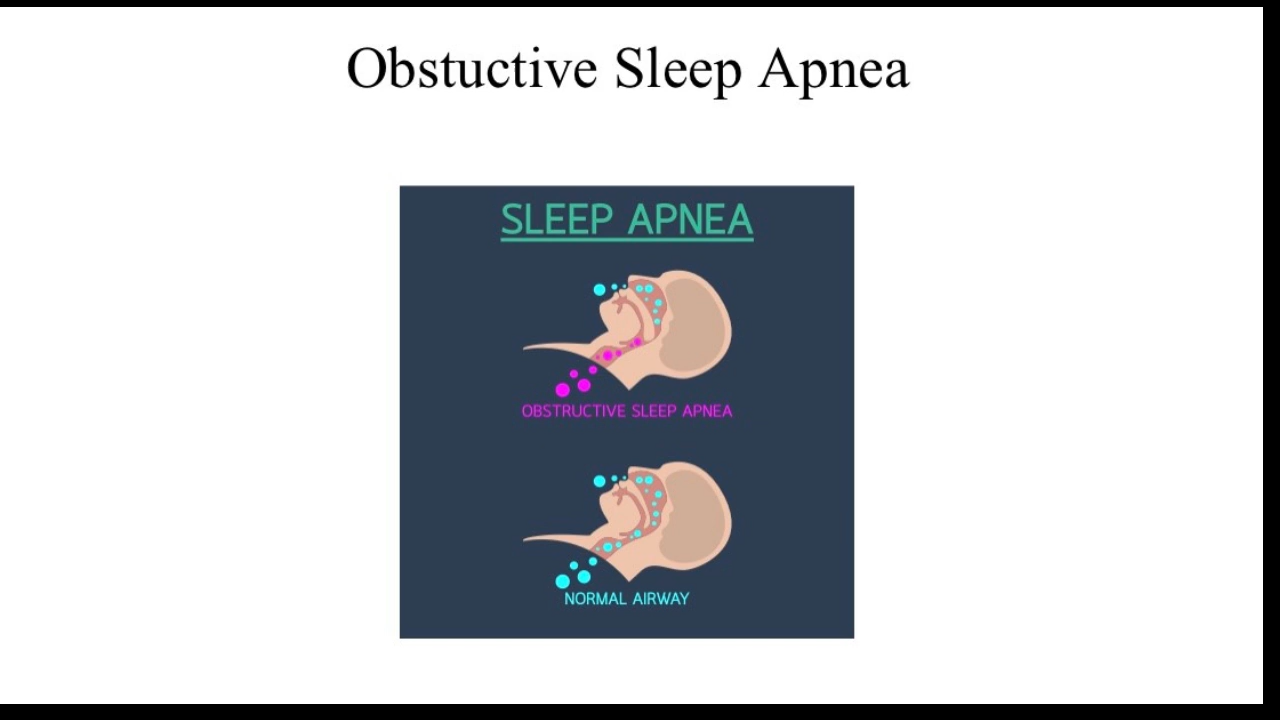 Obstuctive Sleep Apnea
SLEEP APNEA
OBSTRUCTIVE SLEEP APNEA
NORMAL AIRWAY